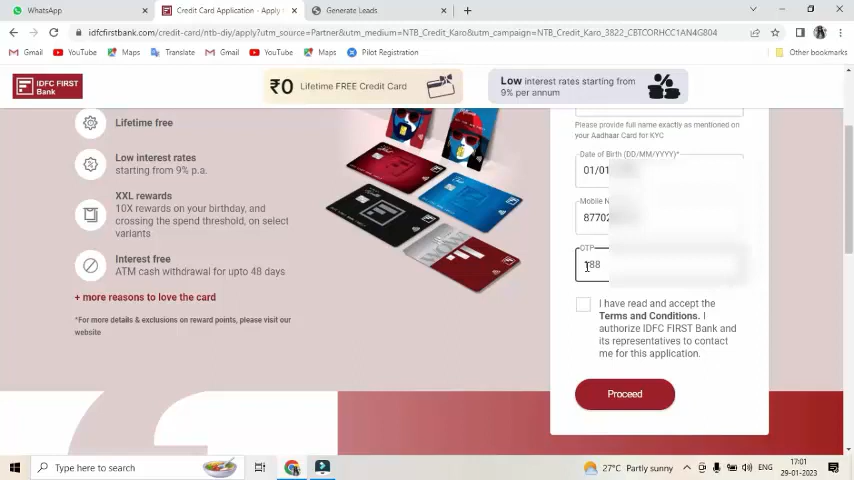 WhatsApp
Credit Card Application - Apply f
Generate Leads
idfcfirstbank.com/credit-card/ntb-diy/apply?utm_source=Partner&utm_medium=NTB_Credit_Karo&utm_campaign=NTB_Credit_Karo_3822_CBTCORHCC1AN4G804
Gmail
YouTube
Maps
Translate
Gmail
YouTube
Maps
Pilot Registration
Other bookmarks
IDFC FIRST
Bank
₹0 Lifetime FREE Credit Card
Low interest rates starting from
9% per annum
Lifetime free
Low interest rates
starting from 9% p.a.
XXL rewards
10X rewards on your birthday, and
crossing the spend threshold, on select
variants
Interest free
ATM cash withdrawal for upto 48 days
+ more reasons to love the card
*For more details & exclusions on reward points, please visit our
website
Please provide full name exactly as mentioned on
your Aadhaar Card for KYC
Date of Birth (DD/MM/YYYY)*
01/01
Mobile N
87702
OTP
88
I have read and accept the
Terms and Conditions. I
authorize IDFC FIRST Bank and
its representatives to contact
me for this application.
Proceed
Type here to search
27°C Partly sunny
ENG
17:01
29-01-2023